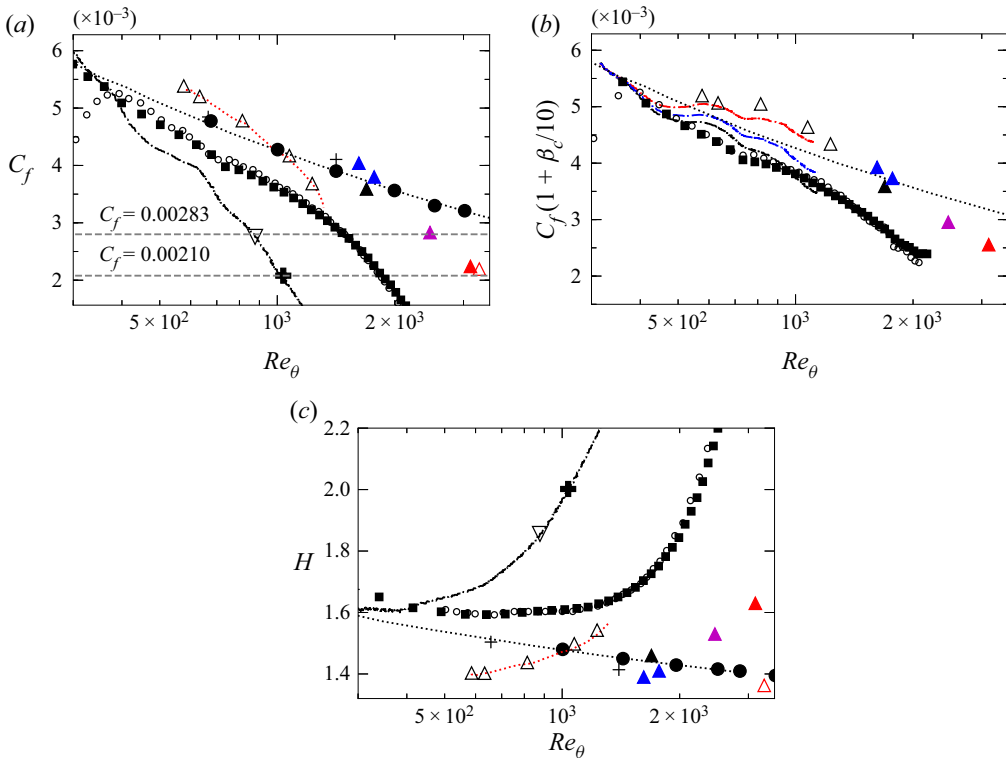 (a)
(×10⁻³)
6
5
4
3
2
C_f
C_f = 0.00283
C_f = 0.00210
5 × 10²
10³
2 × 10³
Re_θ
(b)
(×10⁻³)
6
5
4
3
2
C_f (1 + β_c/10)
5 × 10²
10³
2 × 10³
Re_θ
(c)
2.2
2.0
1.8
1.6
1.4
H
5 × 10²
10³
2 × 10³
Re_θ